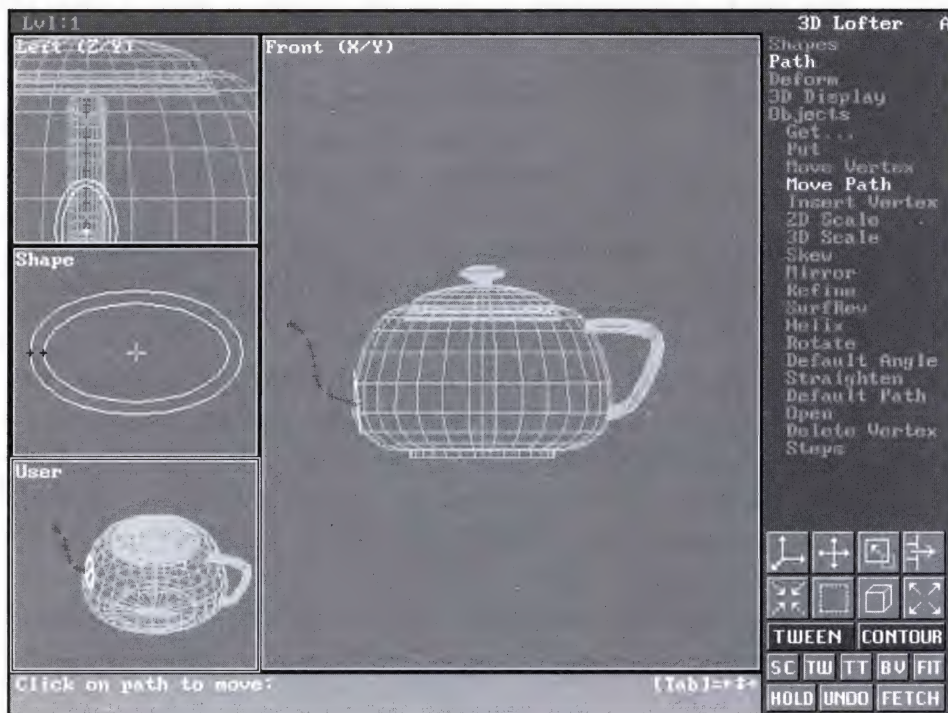 Lvl:1
3D Lofter
Left (Z/Y)
Front (X/Y)
Shape
User
Shapes
Path
Deform
3D Display
Objects
Get...
Put
Move Vertex
Move Path
Insert Vertex
2D Scale
3D Scale
Skew
Mirror
Refine
SurfRev
Helix
Rotate
Default Angle
Straighten
Default Path
Open
Delete Vertex
Steps
TWEEN CONTOUR
SC TW TT BV FIT
HOLD UNDO FETCH
Click on path to move: